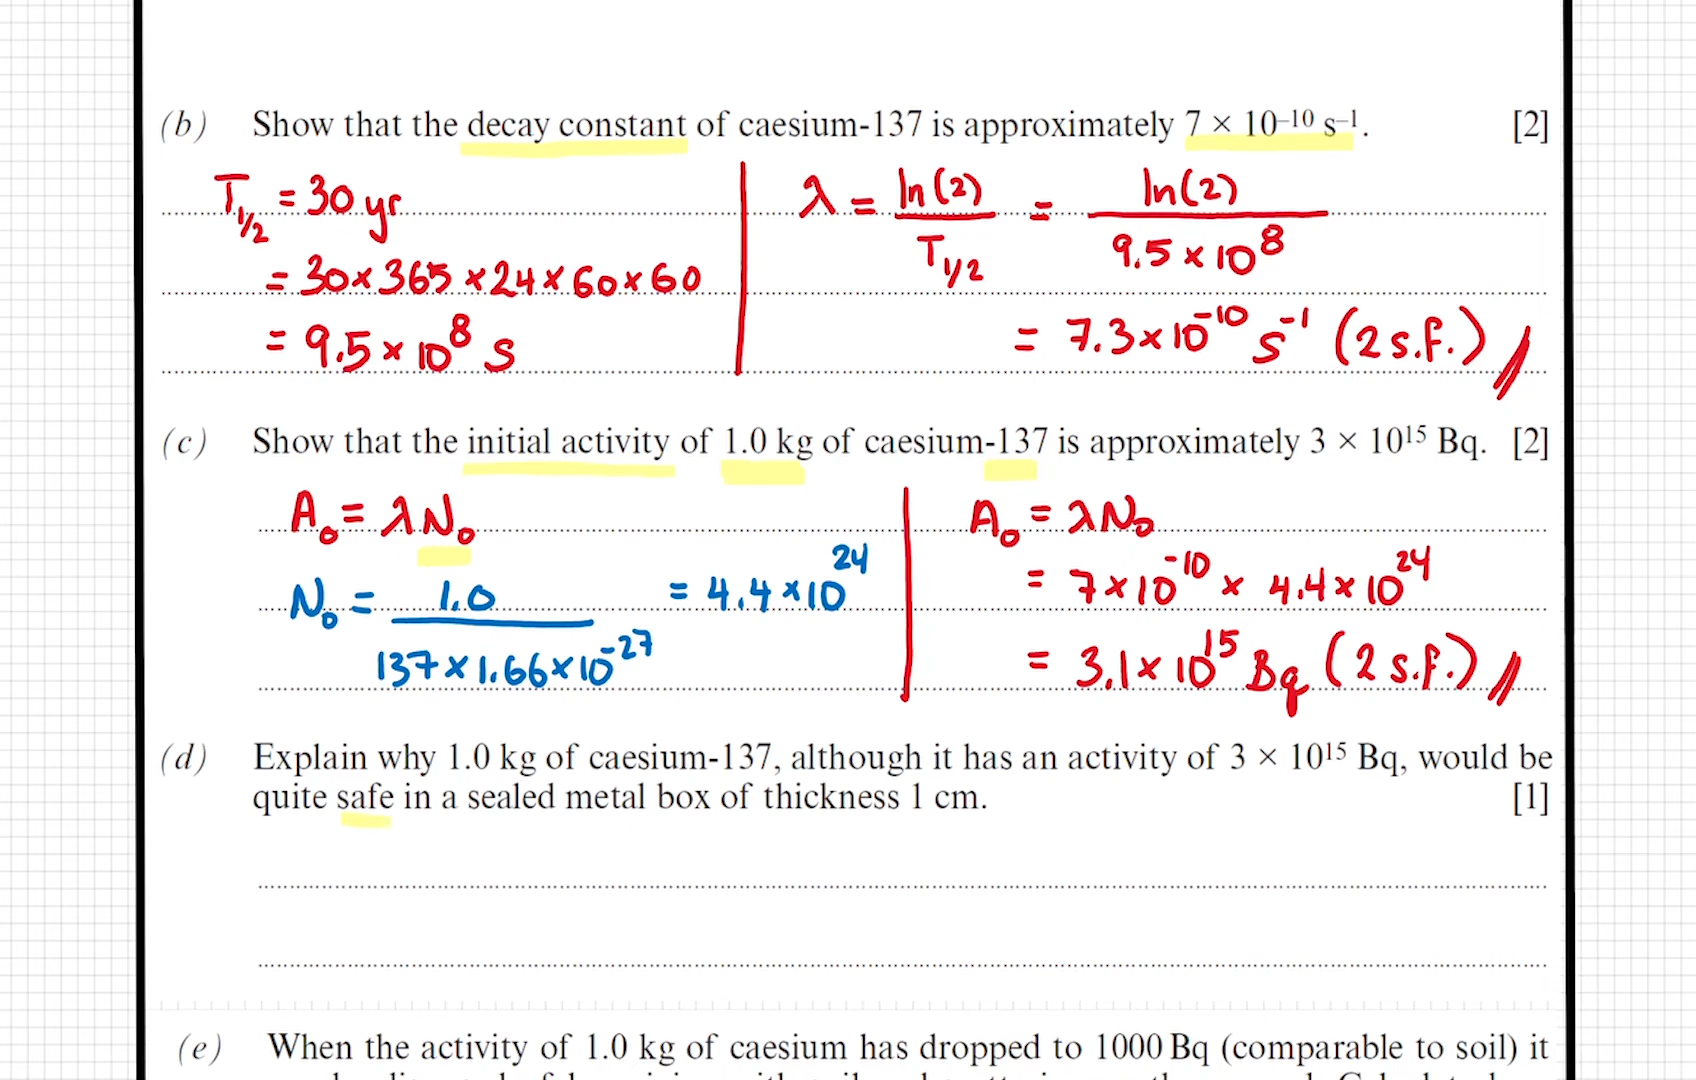 (b) Show that the decay constant of caesium-137 is approximately 7 × 10⁻¹⁰ s⁻¹. [2]
T₁/₂ = 30 yr
= 30 × 365 × 24 × 60 × 60
= 9.5 × 10⁸ s
λ = ln(2) / T₁/₂ = ln(2) / 9.5 × 10⁸
= 7.3 × 10⁻¹⁰ s⁻¹ (2 s.f.)
(c) Show that the initial activity of 1.0 kg of caesium-137 is approximately 3 × 10¹⁵ Bq. [2]
A₀ = λN₀
N₀ = 1.0 / 137 × 1.66 × 10⁻²⁷ = 4.4 × 10²⁴
A₀ = λN₀
= 7 × 10⁻¹⁰ × 4.4 × 10²⁴
= 3.1 × 10¹⁵ Bq (2 s.f.)
(d) Explain why 1.0 kg of caesium-137, although it has an activity of 3 × 10¹⁵ Bq, would be
quite safe in a sealed metal box of thickness 1 cm. [1]
(e) When the activity of 1.0 kg of caesium has dropped to 1000 Bq (comparable to soil) it